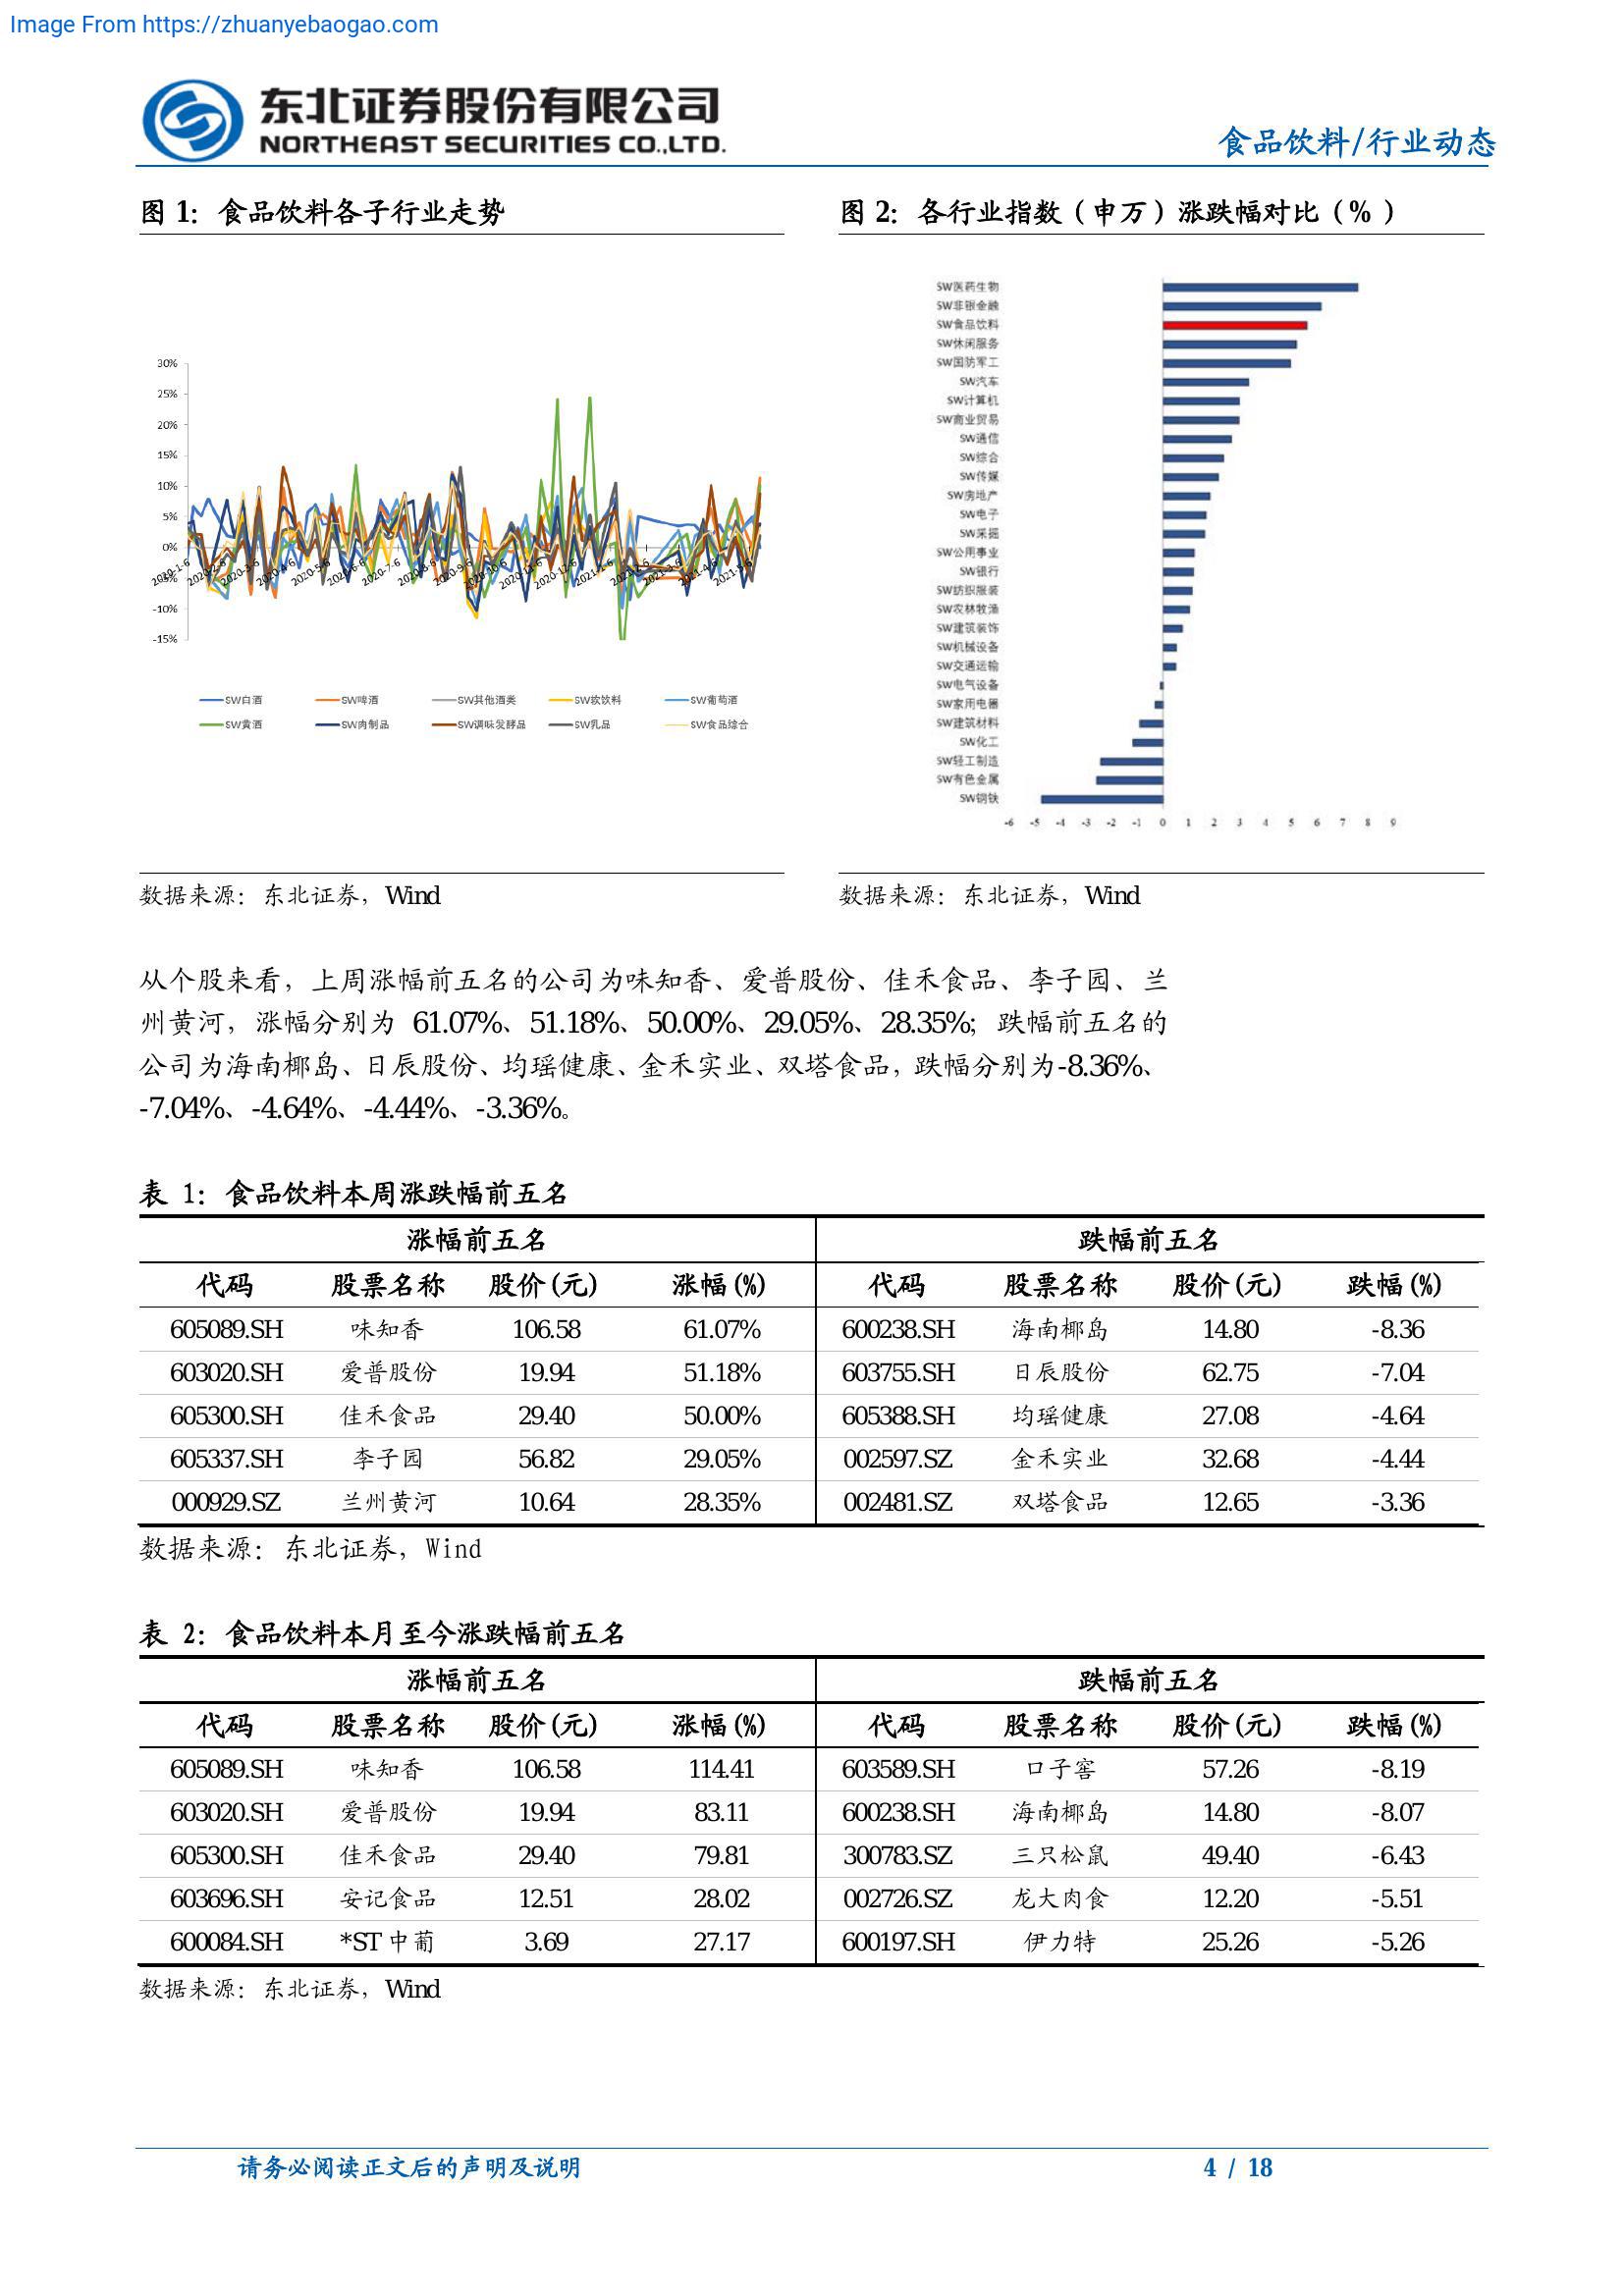 Image From https://zhuanyebaogao.com
东北证券股份有限公司
NORTHEAST SECURITIES CO.,LTD.
食品饮料/行业动态
图 1：食品饮料各子行业走势
30%
25%
20%
15%
10%
5%
0%
-5%
-10%
-15%
2020-1-6 2020-2-6 2020-3-6 2020-4-6 2020-5-6 2020-6-6 2020-7-6 2020-8-6 2020-9-6 2020-10-6 2020-11-6 2020-12-6 2021-1-6 2021-2-6 2021-3-6 2021-4-6 2021-5-6
SW白酒 SW啤酒 SW其他酒类 SW软饮料 SW葡萄酒
SW黄酒 SW肉制品 SW调味发酵品 SW乳品 SW食品综合
数据来源：东北证券，Wind
图 2：各行业指数（申万）涨跌幅对比（%）
SW医药生物
SW非银金融
SW食品饮料
SW休闲服务
SW国防军工
SW汽车
SW计算机
SW商业贸易
SW通信
SW综合
SW传媒
SW房地产
SW电子
SW采掘
SW公用事业
SW银行
SW纺织服装
SW农林牧渔
SW建筑装饰
SW机械设备
SW交通运输
SW电气设备
SW家用电器
SW建筑材料
SW化工
SW轻工制造
SW有色金属
SW钢铁
-6 -5 -4 -3 -2 -1 0 1 2 3 4 5 6 7 8 9
数据来源：东北证券，Wind
从个股来看，上周涨幅前五名的公司为味知香、爱普股份、佳禾食品、李子园、兰
州黄河，涨幅分别为 61.07%、51.18%、50.00%、29.05%、28.35%；跌幅前五名的
公司为海南椰岛、日辰股份、均瑶健康、金禾实业、双塔食品，跌幅分别为-8.36%、
-7.04%、-4.64%、-4.44%、-3.36%。
表 1：食品饮料本周涨跌幅前五名
涨幅前五名 跌幅前五名
代码 股票名称 股价(元) 涨幅(%) 代码 股票名称 股价(元) 跌幅(%)
605089.SH 味知香 106.58 61.07% 600238.SH 海南椰岛 14.80 -8.36
603020.SH 爱普股份 19.94 51.18% 603755.SH 日辰股份 62.75 -7.04
605300.SH 佳禾食品 29.40 50.00% 605388.SH 均瑶健康 27.08 -4.64
605337.SH 李子园 56.82 29.05% 002597.SZ 金禾实业 32.68 -4.44
000929.SZ 兰州黄河 10.64 28.35% 002481.SZ 双塔食品 12.65 -3.36
数据来源：东北证券，Wind
表 2：食品饮料本月至今涨跌幅前五名
涨幅前五名 跌幅前五名
代码 股票名称 股价(元) 涨幅(%) 代码 股票名称 股价(元) 跌幅(%)
605089.SH 味知香 106.58 114.41 603589.SH 口子窖 57.26 -8.19
603020.SH 爱普股份 19.94 83.11 600238.SH 海南椰岛 14.80 -8.07
605300.SH 佳禾食品 29.40 79.81 300783.SZ 三只松鼠 49.40 -6.43
603696.SH 安记食品 12.51 28.02 002726.SZ 龙大肉食 12.20 -5.51
600084.SH *ST 中葡 3.69 27.17 600197.SH 伊力特 25.26 -5.26
数据来源：东北证券，Wind
请务必阅读正文后的声明及说明
4 / 18